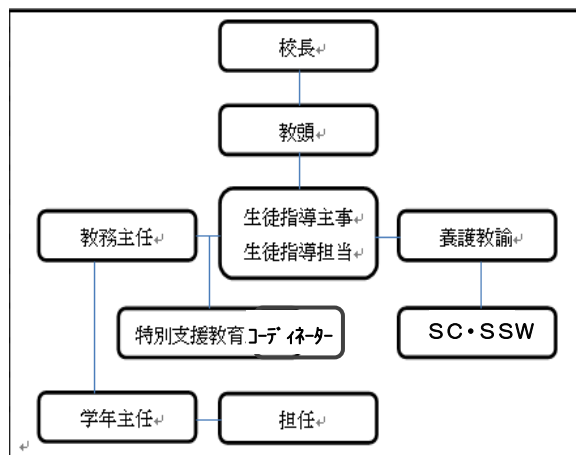 校長
教頭
生徒指導主事
生徒指導担当
教務主任
養護教諭
特別支援教育コーディネーター
SC・SSW
学年主任
担任